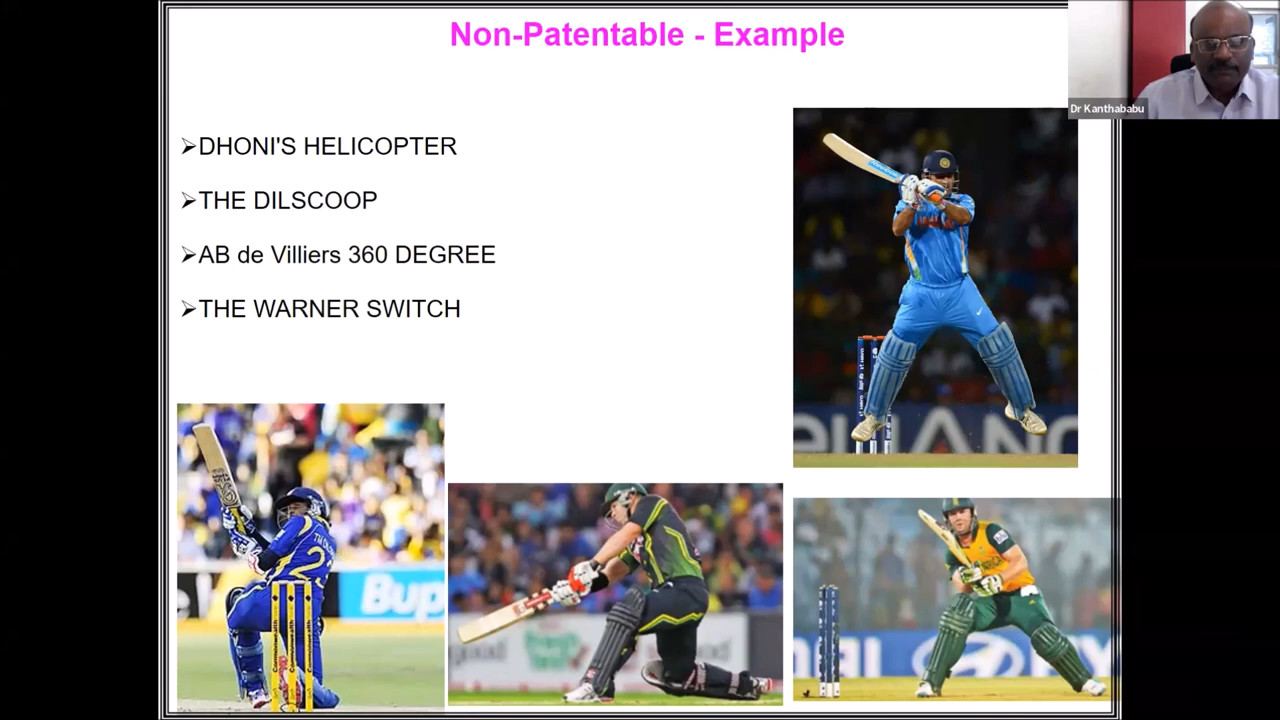 Non-Patentable - Example
Dr Kanthababu
➢DHONI'S HELICOPTER
➢THE DILSCOOP
➢AB de Villiers 360 DEGREE
➢THE WARNER SWITCH